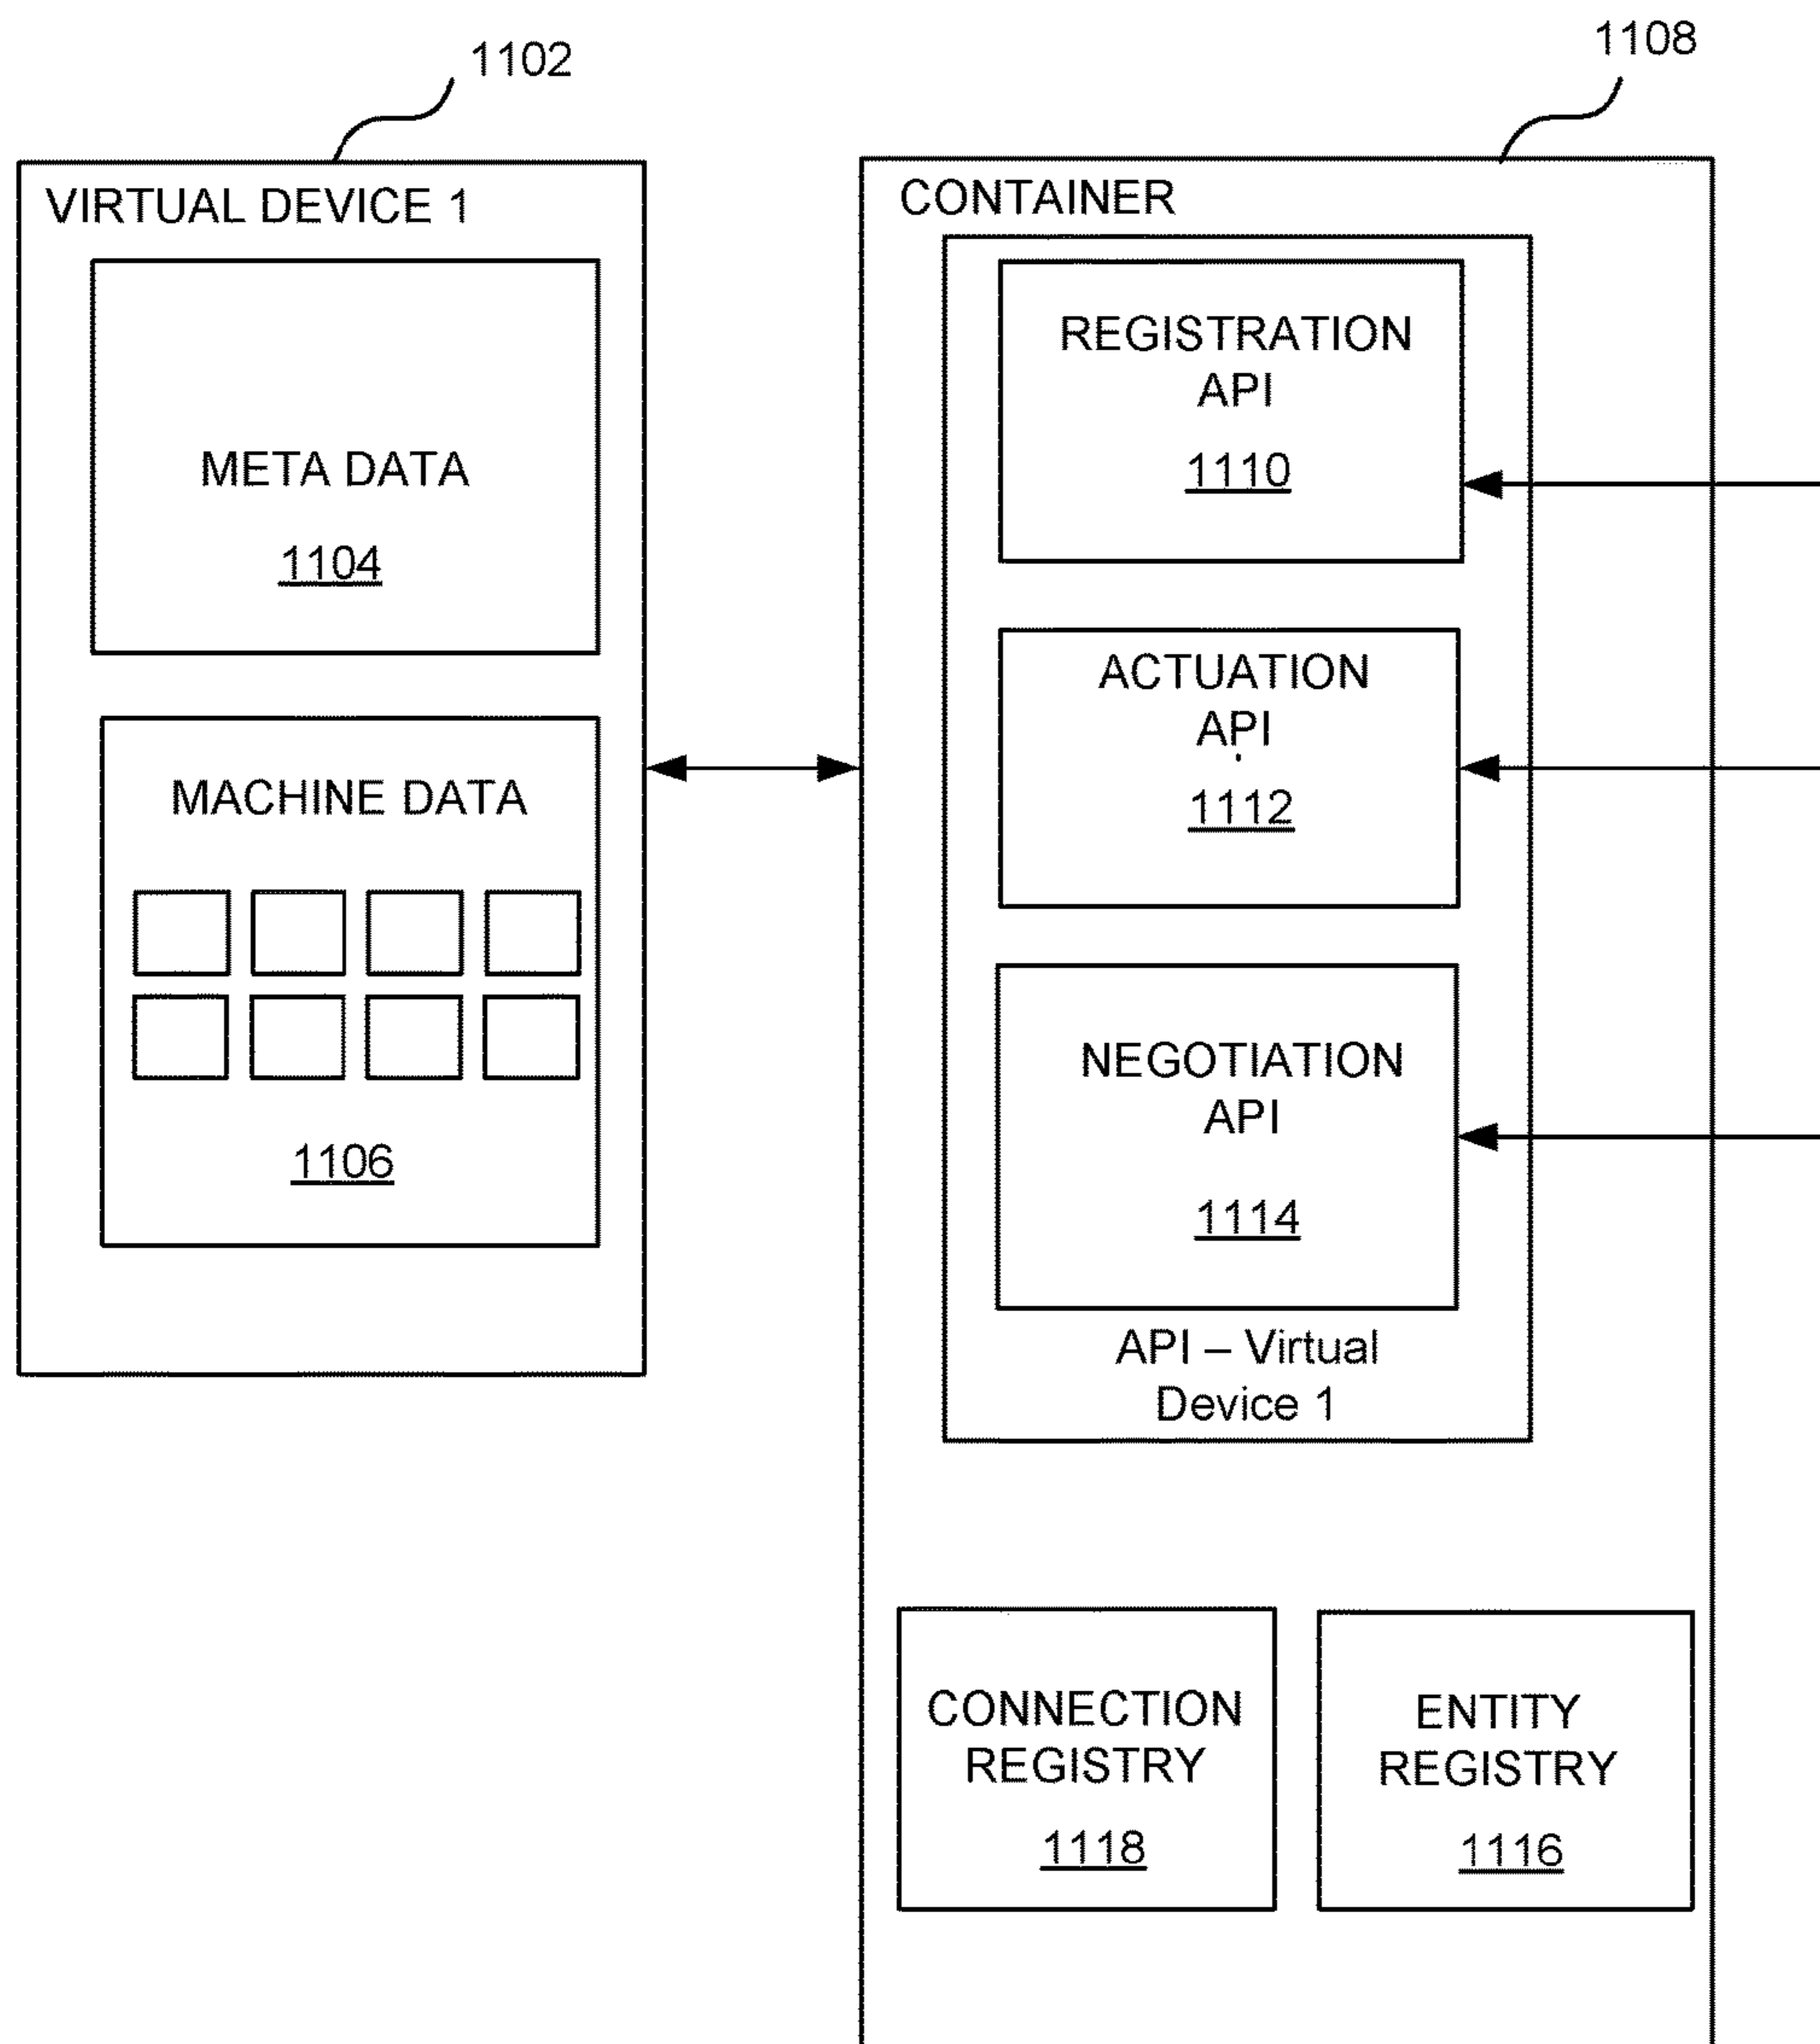 1102
1108
VIRTUAL DEVICE 1
META DATA
1104
MACHINE DATA
1106
CONTAINER
REGISTRATION
API
1110
ACTUATION
API
1112
NEGOTIATION
API
1114
API – Virtual
Device 1
CONNECTION
REGISTRY
1118
ENTITY
REGISTRY
1116